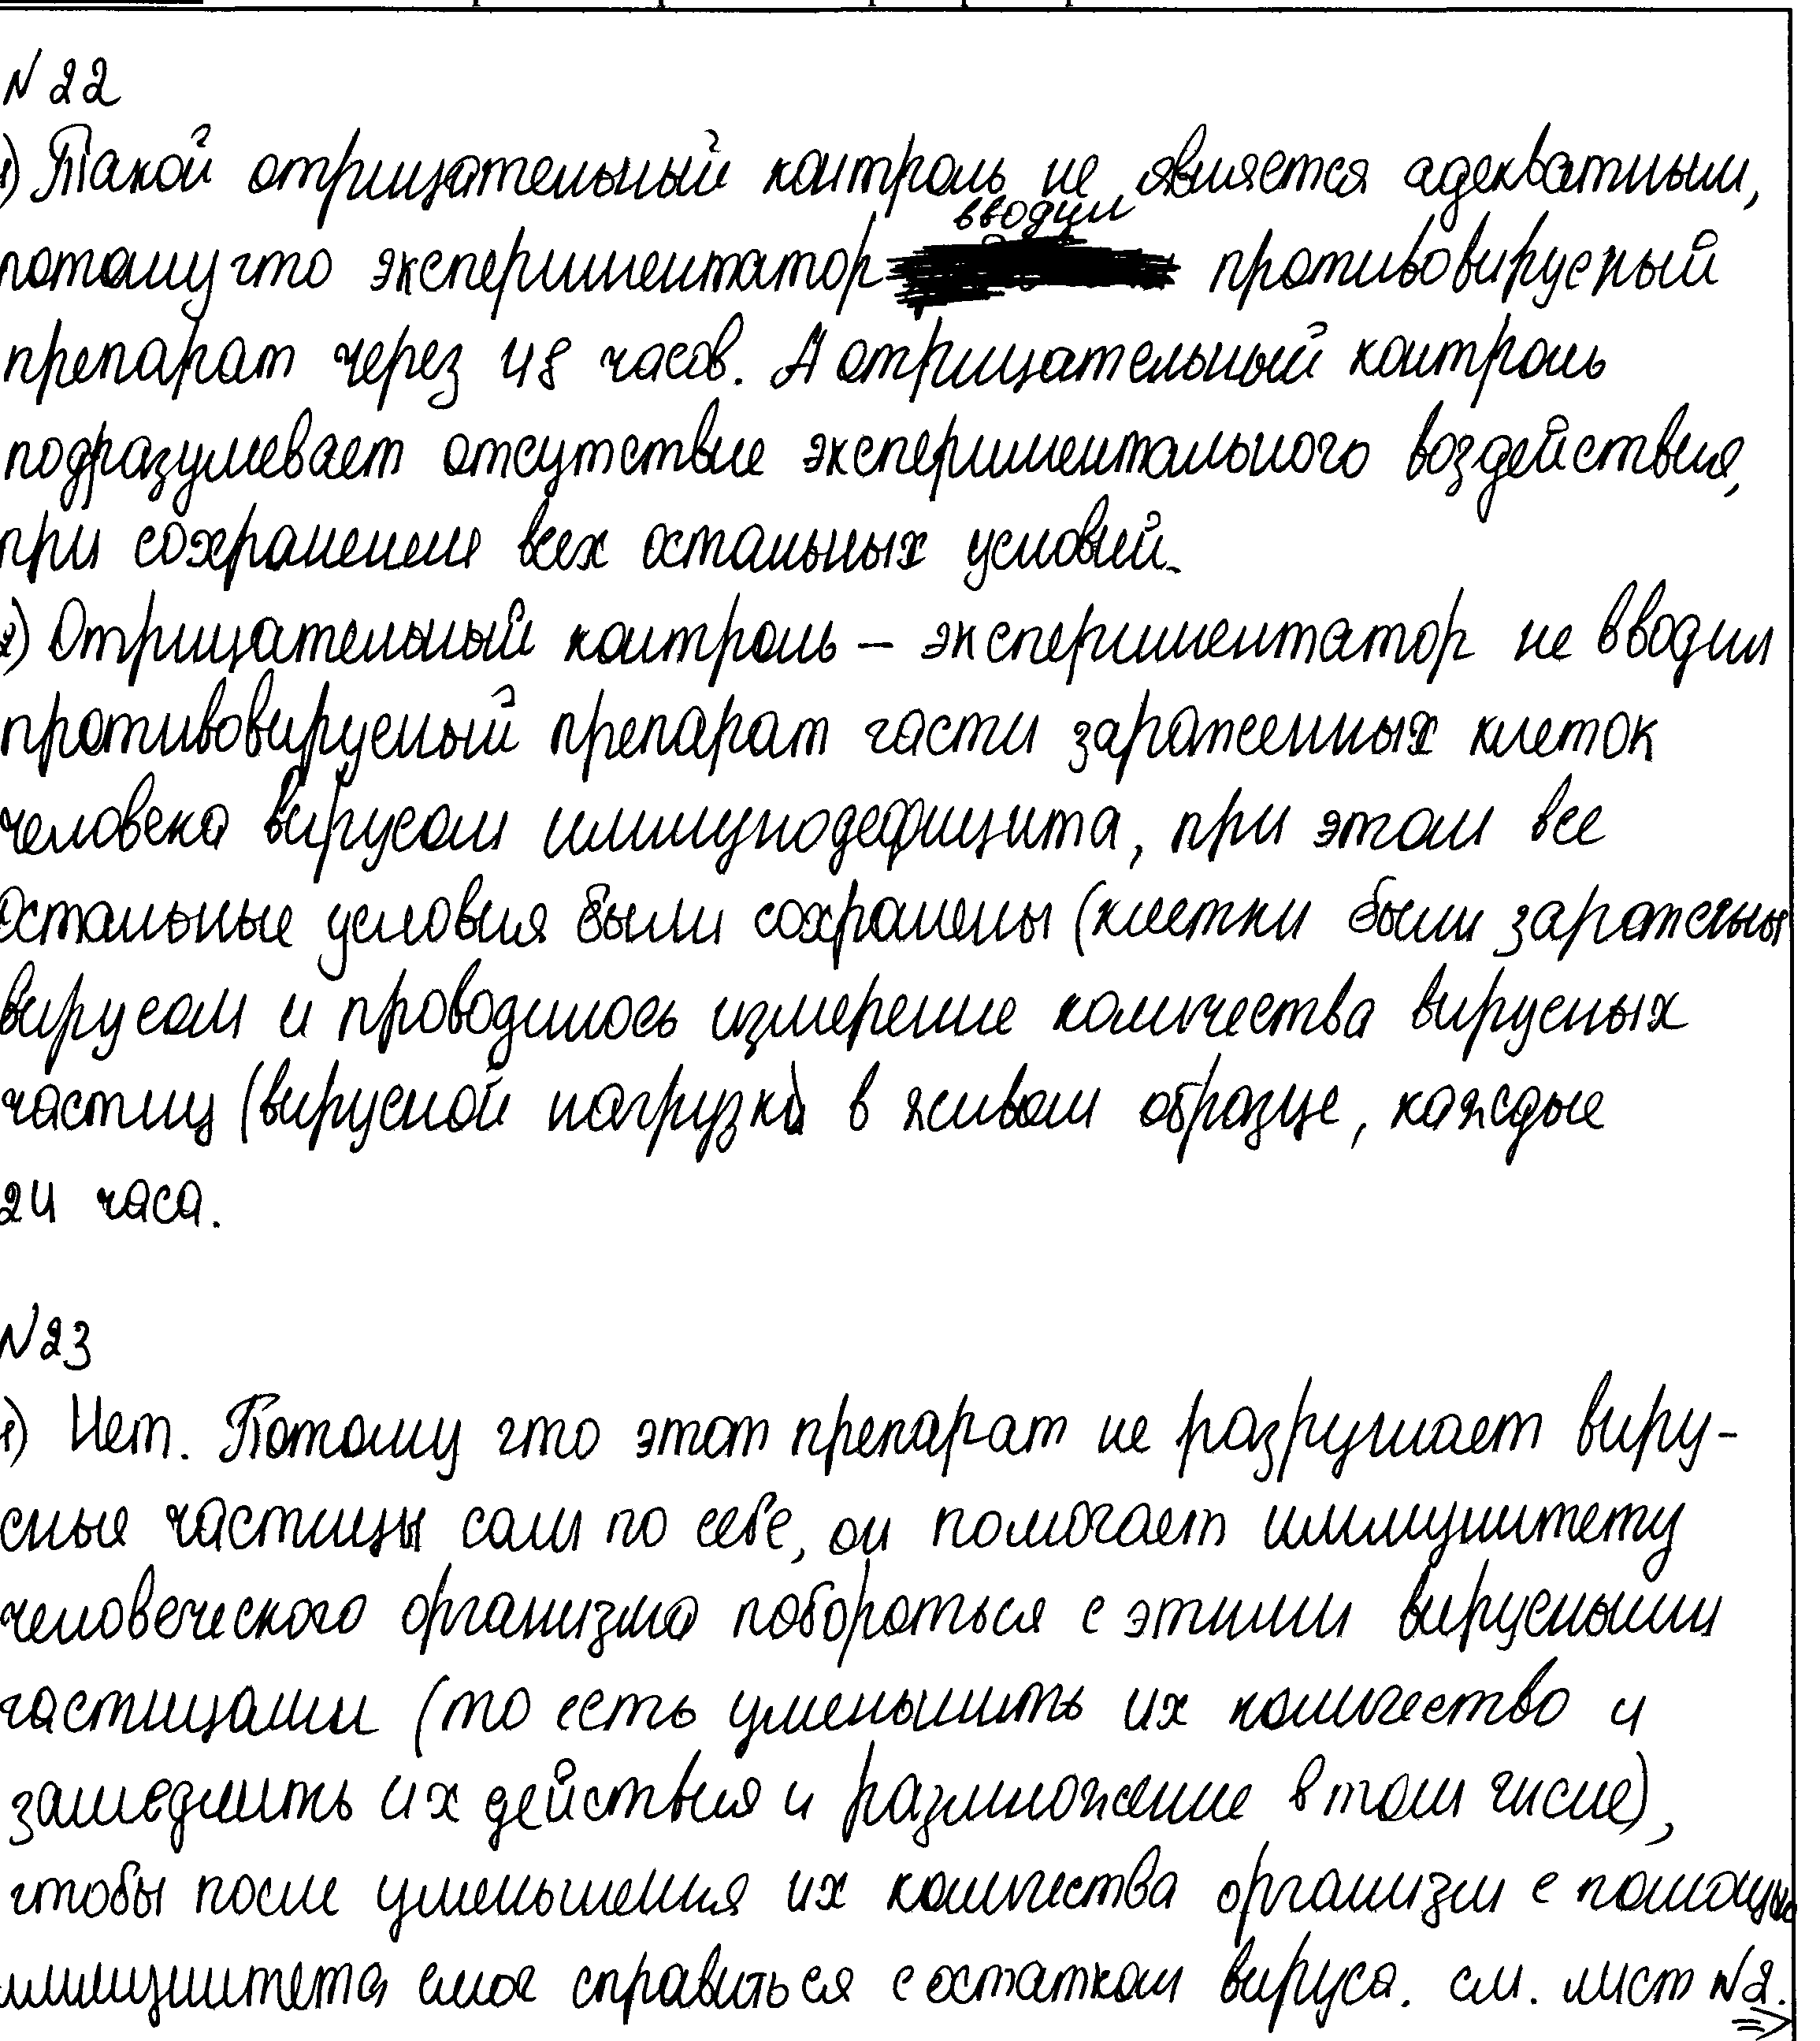 N 22
1) Такой отрицательный контроль не является адекватным,
потому что экспериментатор вводил противовирусный
препарат через 48 часов. А отрицательный контроль
подразумевает отсутствие экспериментального воздействия,
при сохранение всех остальных условий.
2) Отрицательный контроль – экспериментатор не вводил
противовирусный препарат части зараженных клеток
человека вирусом иммунодефицита, при этом все
остальные условия были сохранены (клетки были заражены
вирусом и проводилось измерение количества вирусных
частиц (вирусной нагрузки) в живом образце, каждые
24 часа.
N23
1) Нет. Потому что этот препарат не разрушает виру-
сные частицы сам по себе, он помогает иммунитету
человеческого организма побороться с этими вирусными
частицами (то есть уменьшить их количество и
замедлить их действия и размножение в том числе),
чтобы после уменьшения их количества организм с помощью
иммунитета смог справиться с остатком вируса. см. лист N2.
=>